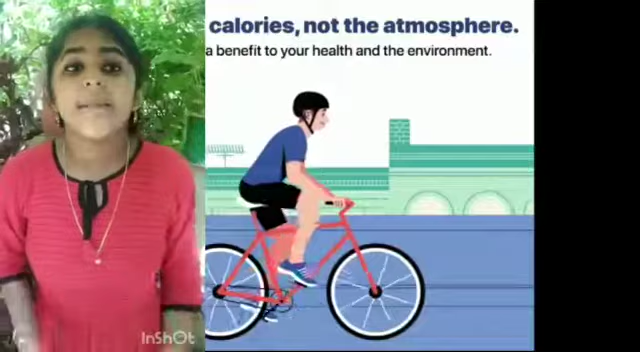 calories, not the atmosphere.
a benefit to your health and the environment.
InShOt